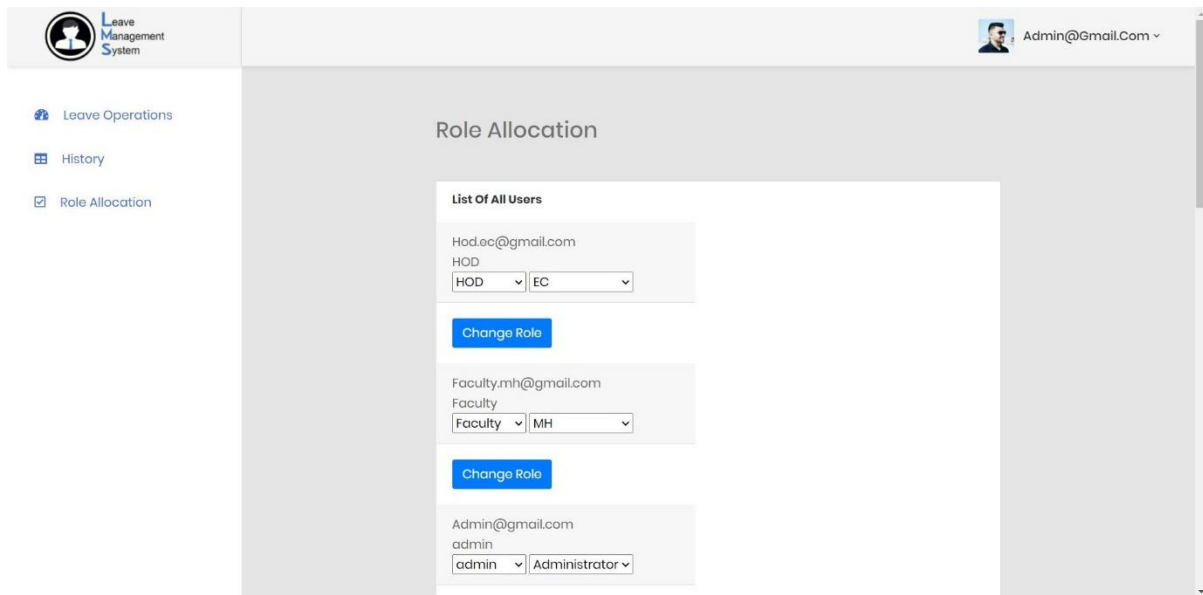 Leave
Management
System
Admin@Gmail.Com
Leave Operations
History
Role Allocation
Role Allocation
List Of All Users
Hod.ec@gmail.com
HOD
HOD EC
Change Role
Faculty.mh@gmail.com
Faculty
Faculty MH
Change Role
Admin@gmail.com
admin
admin Administrator